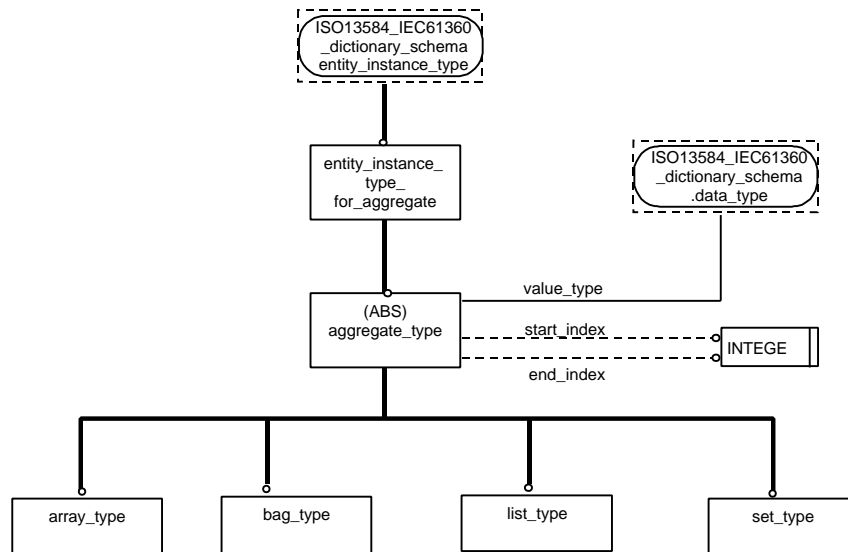 ISO13584_IEC61360
_dictionary_schema
entity_instance_type
entity_instance_
type_
for_aggregate
ISO13584_IEC61360
_dictionary_schema
.data_type
value_type
(ABS)
aggregate_type
start_index
INTEGE
end_index
array_type
bag_type
list_type
set_type